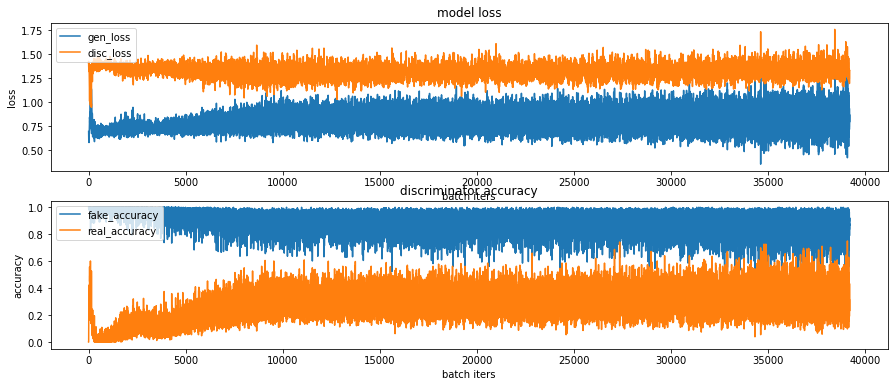 model loss
gen_loss
disc_loss
1.75
1.50
1.25
1.00
0.75
0.50
loss
0 5000 10000 15000 20000 25000 30000 35000 40000
batch iters
discriminator accuracy
fake_accuracy
real_accuracy
1.0
0.8
0.6
0.4
0.2
0.0
accuracy
0 5000 10000 15000 20000 25000 30000 35000 40000
batch iters